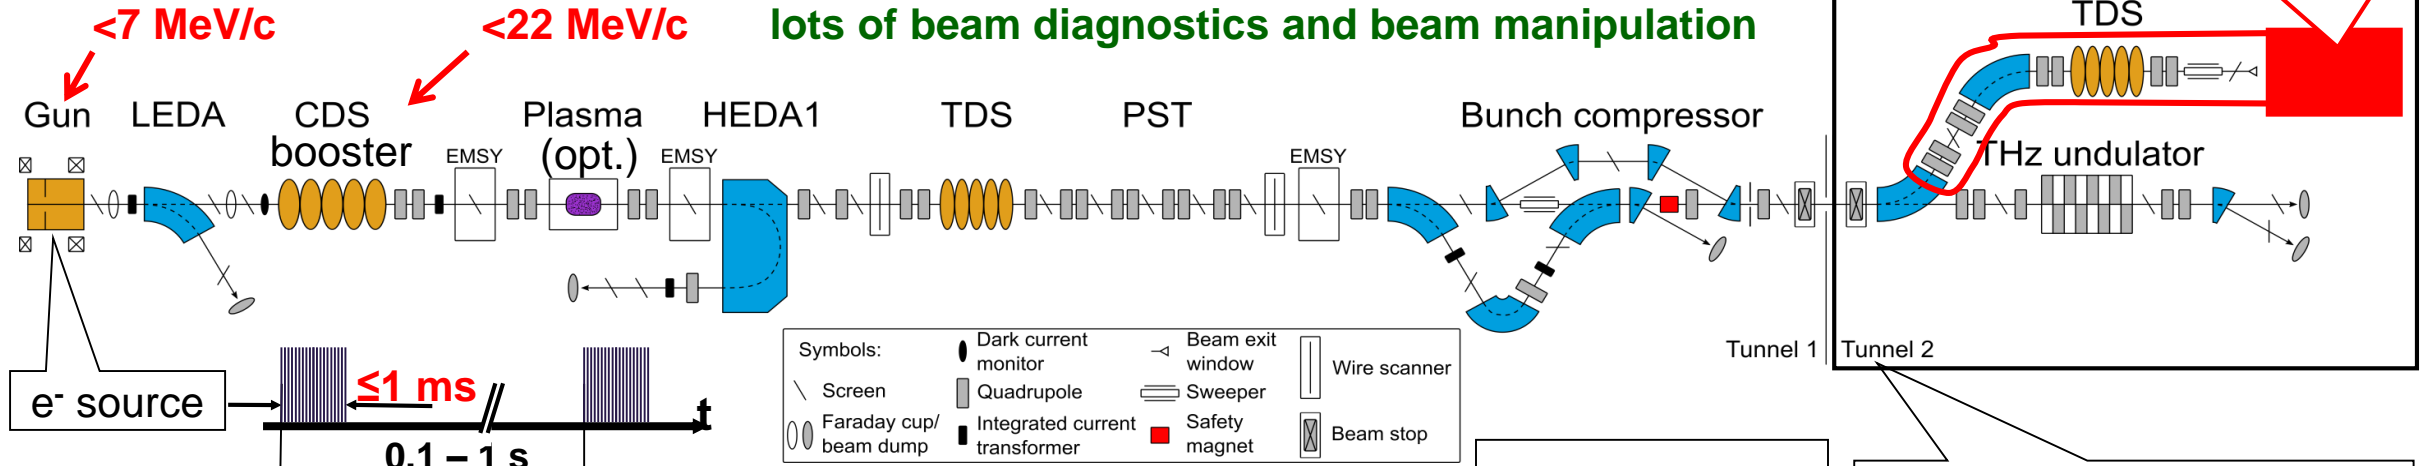 <7 MeV/c
<22 MeV/c
lots of beam diagnostics and beam manipulation
TDS
Gun
LEDA
CDS
booster
Plasma
(opt.)
HEDA1
TDS
PST
Bunch compressor
EMSY
EMSY
EMSY
THz undulator
Tunnel 1
Tunnel 2
e- source
≤1 ms
t
0.1 – 1 s
Symbols:
Screen
Faraday cup/
beam dump
Dark current
monitor
Quadrupole
Integrated current
transformer
Beam exit
window
Sweeper
Safety
magnet
Wire scanner
Beam stop